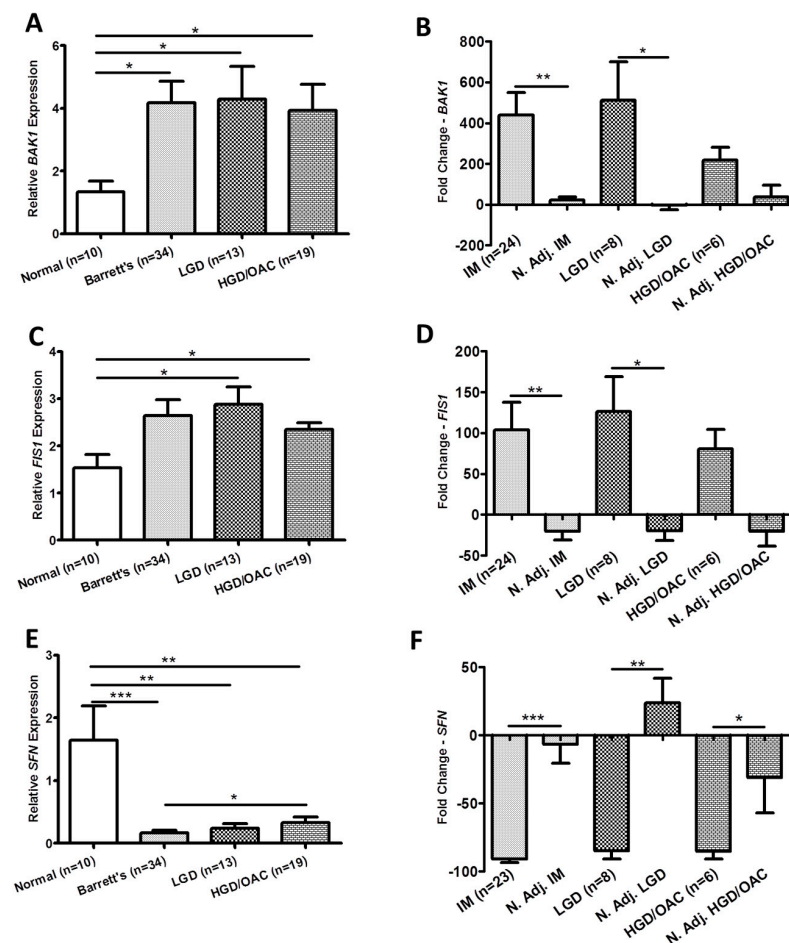 A
Relative BAK1 Expression
6
4
2
0
*
*
*
Normal (n=10)
Barrett's (n=34)
LGD (n=13)
HGD/OAC (n=19)
B
Fold Change - BAK1
800
600
400
200
0
-200
**
*
IM (n=24)
N. Adj. IM
LGD (n=8)
N. Adj. LGD
HGD/OAC (n=6)
N. Adj. HGD/OAC
C
Relative FIS1 Expression
4
3
2
1
0
*
*
Normal (n=10)
Barrett's (n=34)
LGD (n=13)
HGD/OAC (n=19)
D
Fold Change - FIS1
200
150
100
50
0
-50
**
*
IM (n=24)
N. Adj. IM
LGD (n=8)
N. Adj. LGD
HGD/OAC (n=6)
N. Adj. HGD/OAC
E
Relative SFN Expression
3
2
1
0
**
**
***
*
Normal (n=10)
Barrett's (n=34)
LGD (n=13)
HGD/OAC (n=19)
F
Fold Change - SFN
50
0
-50
-100
***
**
*
IM (n=23)
N. Adj. IM
LGD (n=8)
N. Adj. LGD
HGD/OAC (n=6)
N. Adj. HGD/OAC